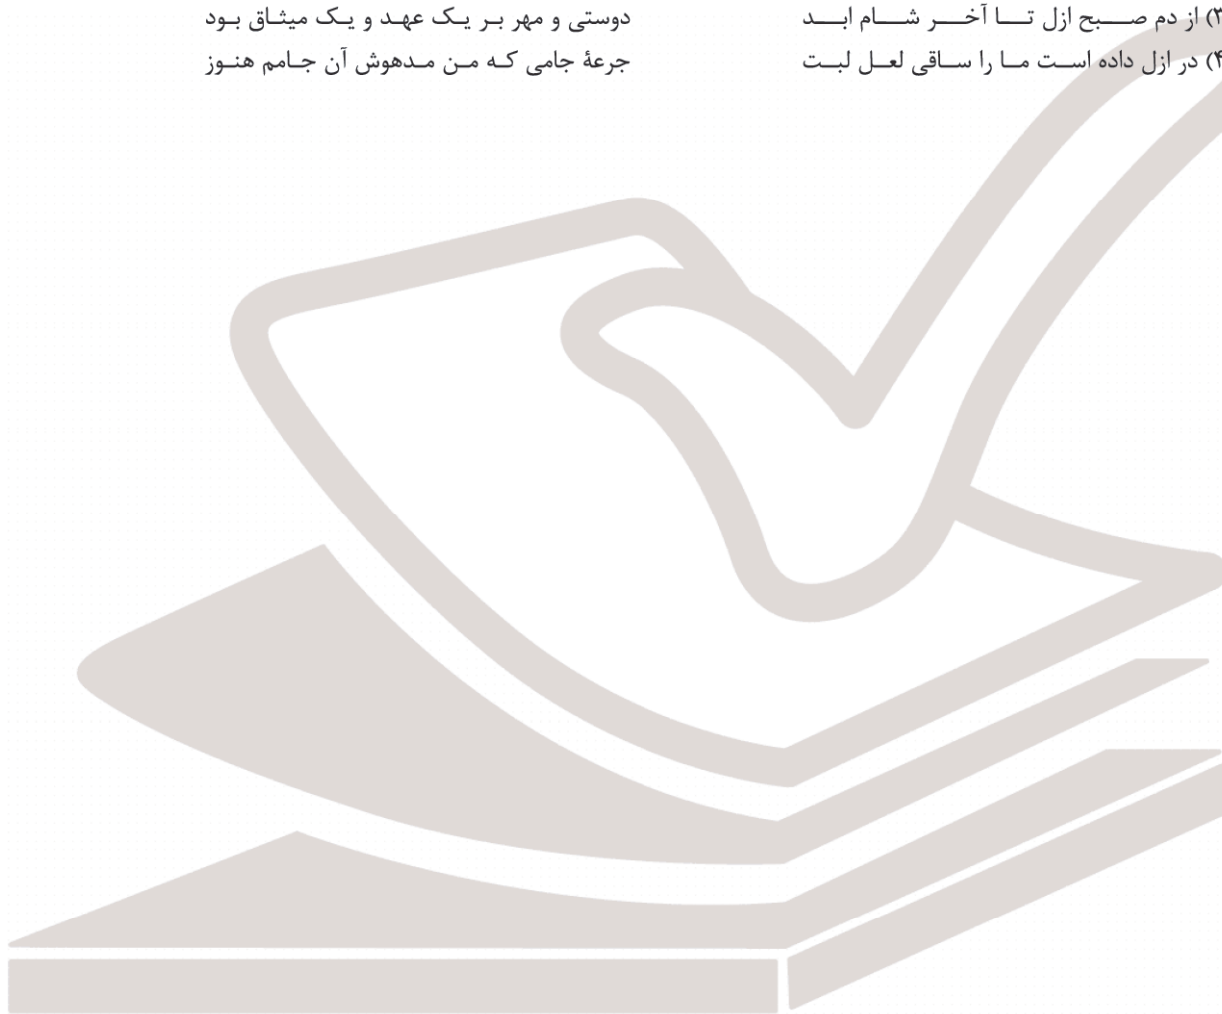 ۳) از دم صبح ازل تا آخر شام ابد دوستی و مهر بر یک عهد و یک میثاق بود
۴) در ازل داده است ما را ساقی لعل لبت جرعهٔ جامی که من مدهوش آن جامم هنوز